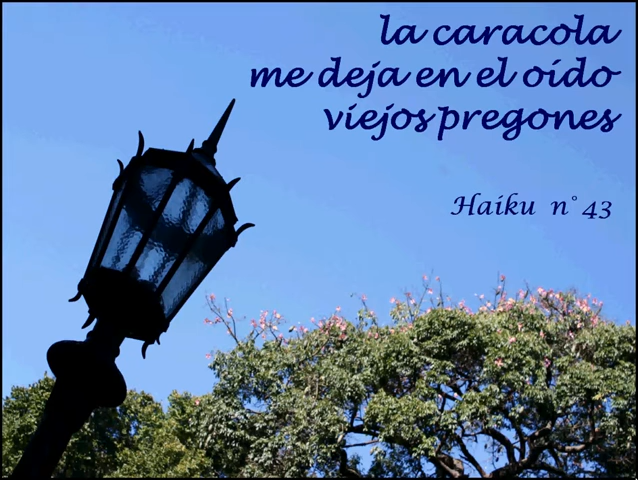 la caracola
me deja en el oído
viejos pregones
Haiku n° 43